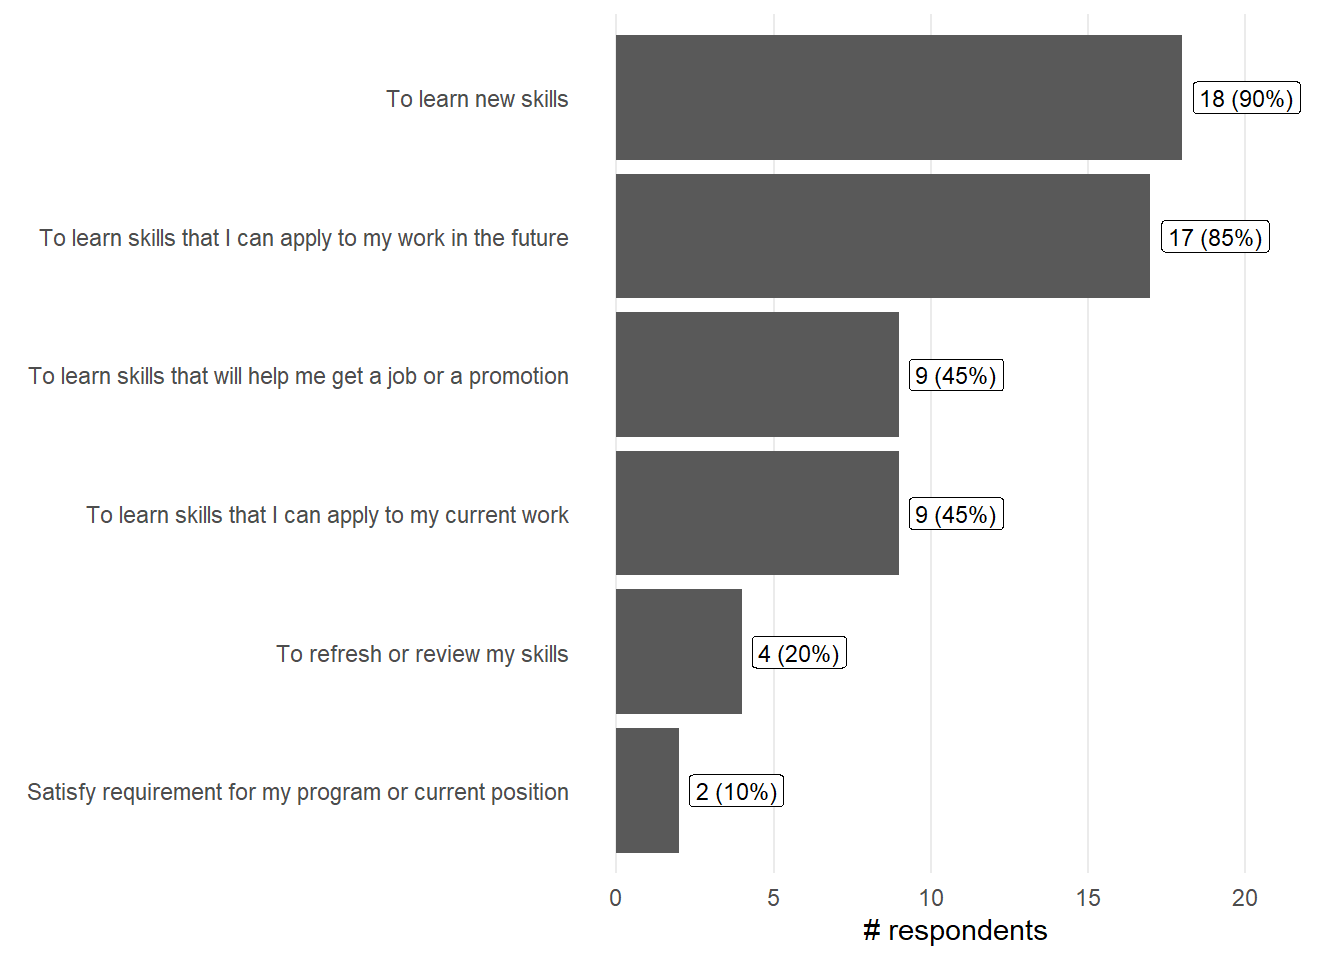 To learn new skills
18 (90%)
To learn skills that I can apply to my work in the future
17 (85%)
To learn skills that will help me get a job or a promotion
9 (45%)
To learn skills that I can apply to my current work
9 (45%)
To refresh or review my skills
4 (20%)
Satisfy requirement for my program or current position
2 (10%)
0 5 10 15 20
# respondents